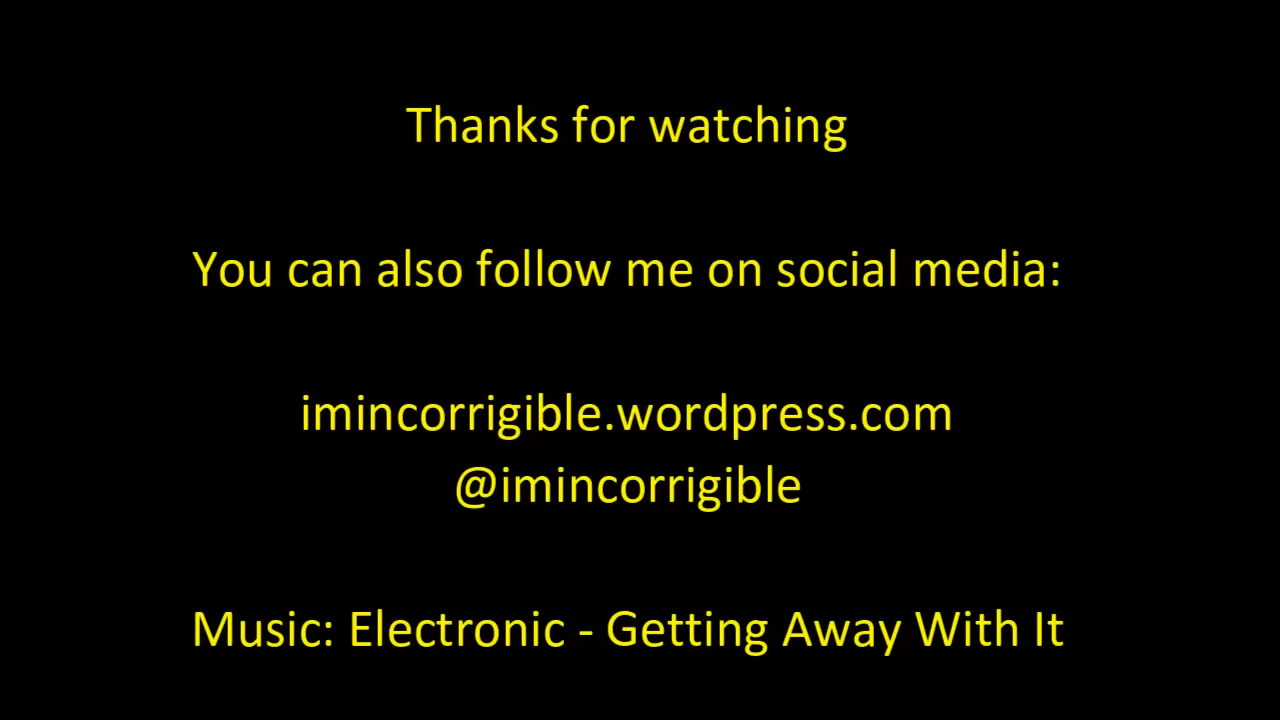 Thanks for watching
You can also follow me on social media:
imincorrigible.wordpress.com
@imincorrigible
Music: Electronic - Getting Away With It